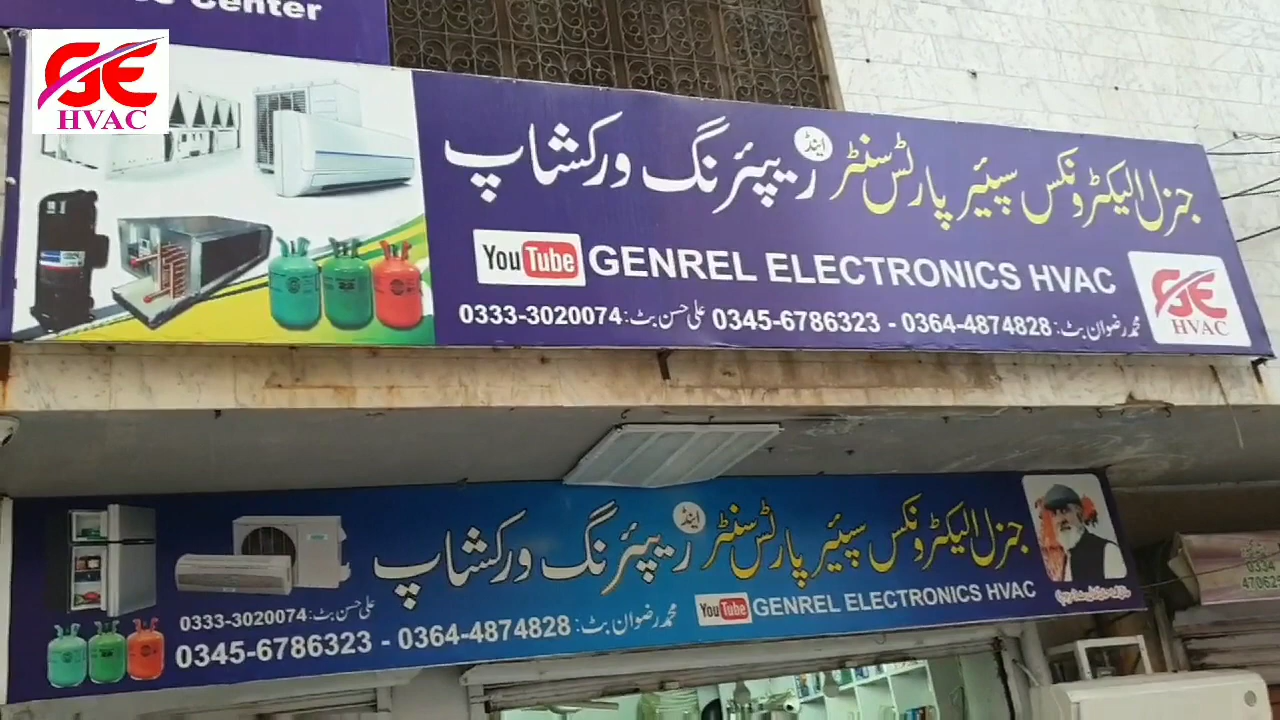 Center
GE
HVAC
جنرل الیکٹرونکس سپیئر پارٹس سنٹر اینڈ ریپئرنگ ورکشاپ
YouTube GENREL ELECTRONICS HVAC
GE
HVAC
محمد رضوان بٹ: 0364-4874828 - 0345-6786323 علی حسن بٹ: 0333-3020074
جنرل الیکٹرونکس سپیئر پارٹس سنٹر اینڈ ریپئرنگ ورکشاپ
YouTube GENREL ELECTRONICS HVAC
علی حسن بٹ: 0333-3020074
محمد رضوان بٹ: 0364-4874828 - 0345-6786323
0334
47062